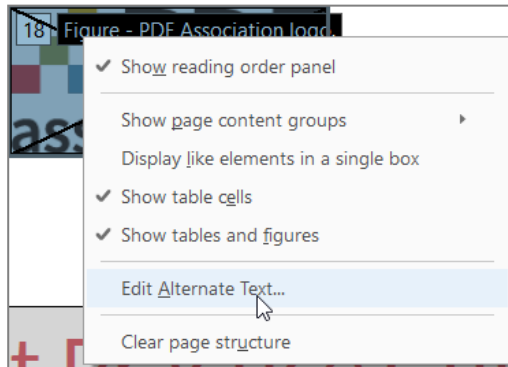 18 Figure - PDF Association logo.
Show reading order panel
Show page content groups
Display like elements in a single box
Show table cells
Show tables and figures
ass
Edit Alternate Text...
Clear page structure
+